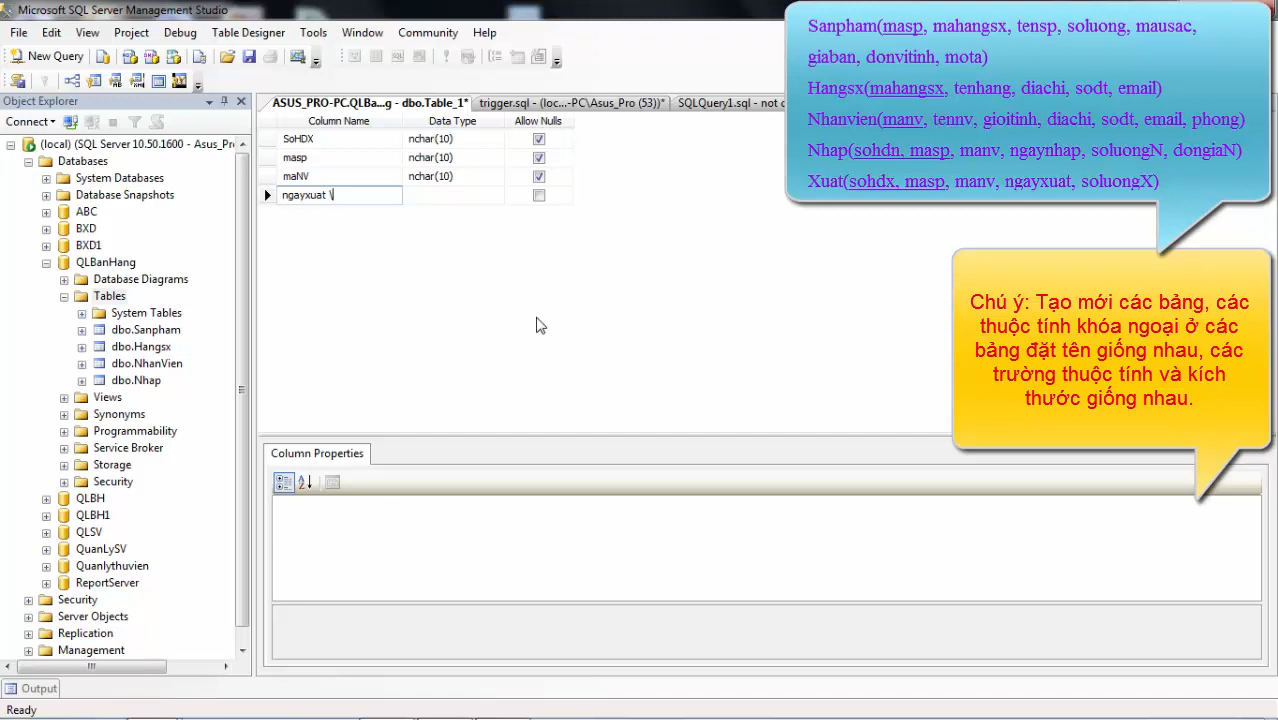 Microsoft SQL Server Management Studio
File Edit View Project Debug Table Designer Tools Window Community Help
New Query
Object Explorer
Connect
(local) (SQL Server 10.50.1600 - Asus_Pro
Databases
System Databases
Database Snapshots
ABC
BXD
BXD1
QLBanHang
Database Diagrams
Tables
System Tables
dbo.Sanpham
dbo.Hangsx
dbo.NhanVien
dbo.Nhap
Views
Synonyms
Programmability
Service Broker
Storage
Security
QLBH
QLBH1
QLSV
QuanLySV
Quanlythuvien
ReportServer
Security
Server Objects
Replication
Management
ASUS_PRO-PC.QLBa...g - dbo.Table_1* trigger.sql - (loc...-PC\Asus_Pro (53))* SQLQuery1.sql - not c
Column Name Data Type Allow Nulls
SoHDX nchar(10)
masp nchar(10)
maNV nchar(10)
ngayxuat \
Column Properties
Sanpham(masp, mahangsx, tensp, soluong, mausac,
giaban, donvitinh, mota)
Hangsx(mahangsx, tenhang, diachi, sodt, email)
Nhanvien(manv, tennv, gioitinh, diachi, sodt, email, phong)
Nhap(sohdn, masp, manv, ngaynhap, soluongN, dongiaN)
Xuat(sohdx, masp, manv, ngayxuat, soluongX)
Chú ý: Tạo mới các bảng, các
thuộc tính khóa ngoại ở các
bảng đặt tên giống nhau, các
trường thuộc tính và kích
thước giống nhau.
Output
Ready